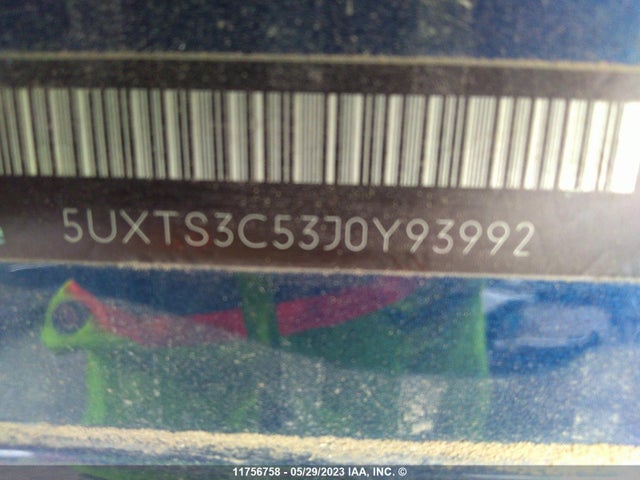 5UXTS3C53J0Y93992
11756758 - 05/29/2023 IAA, INC. ©